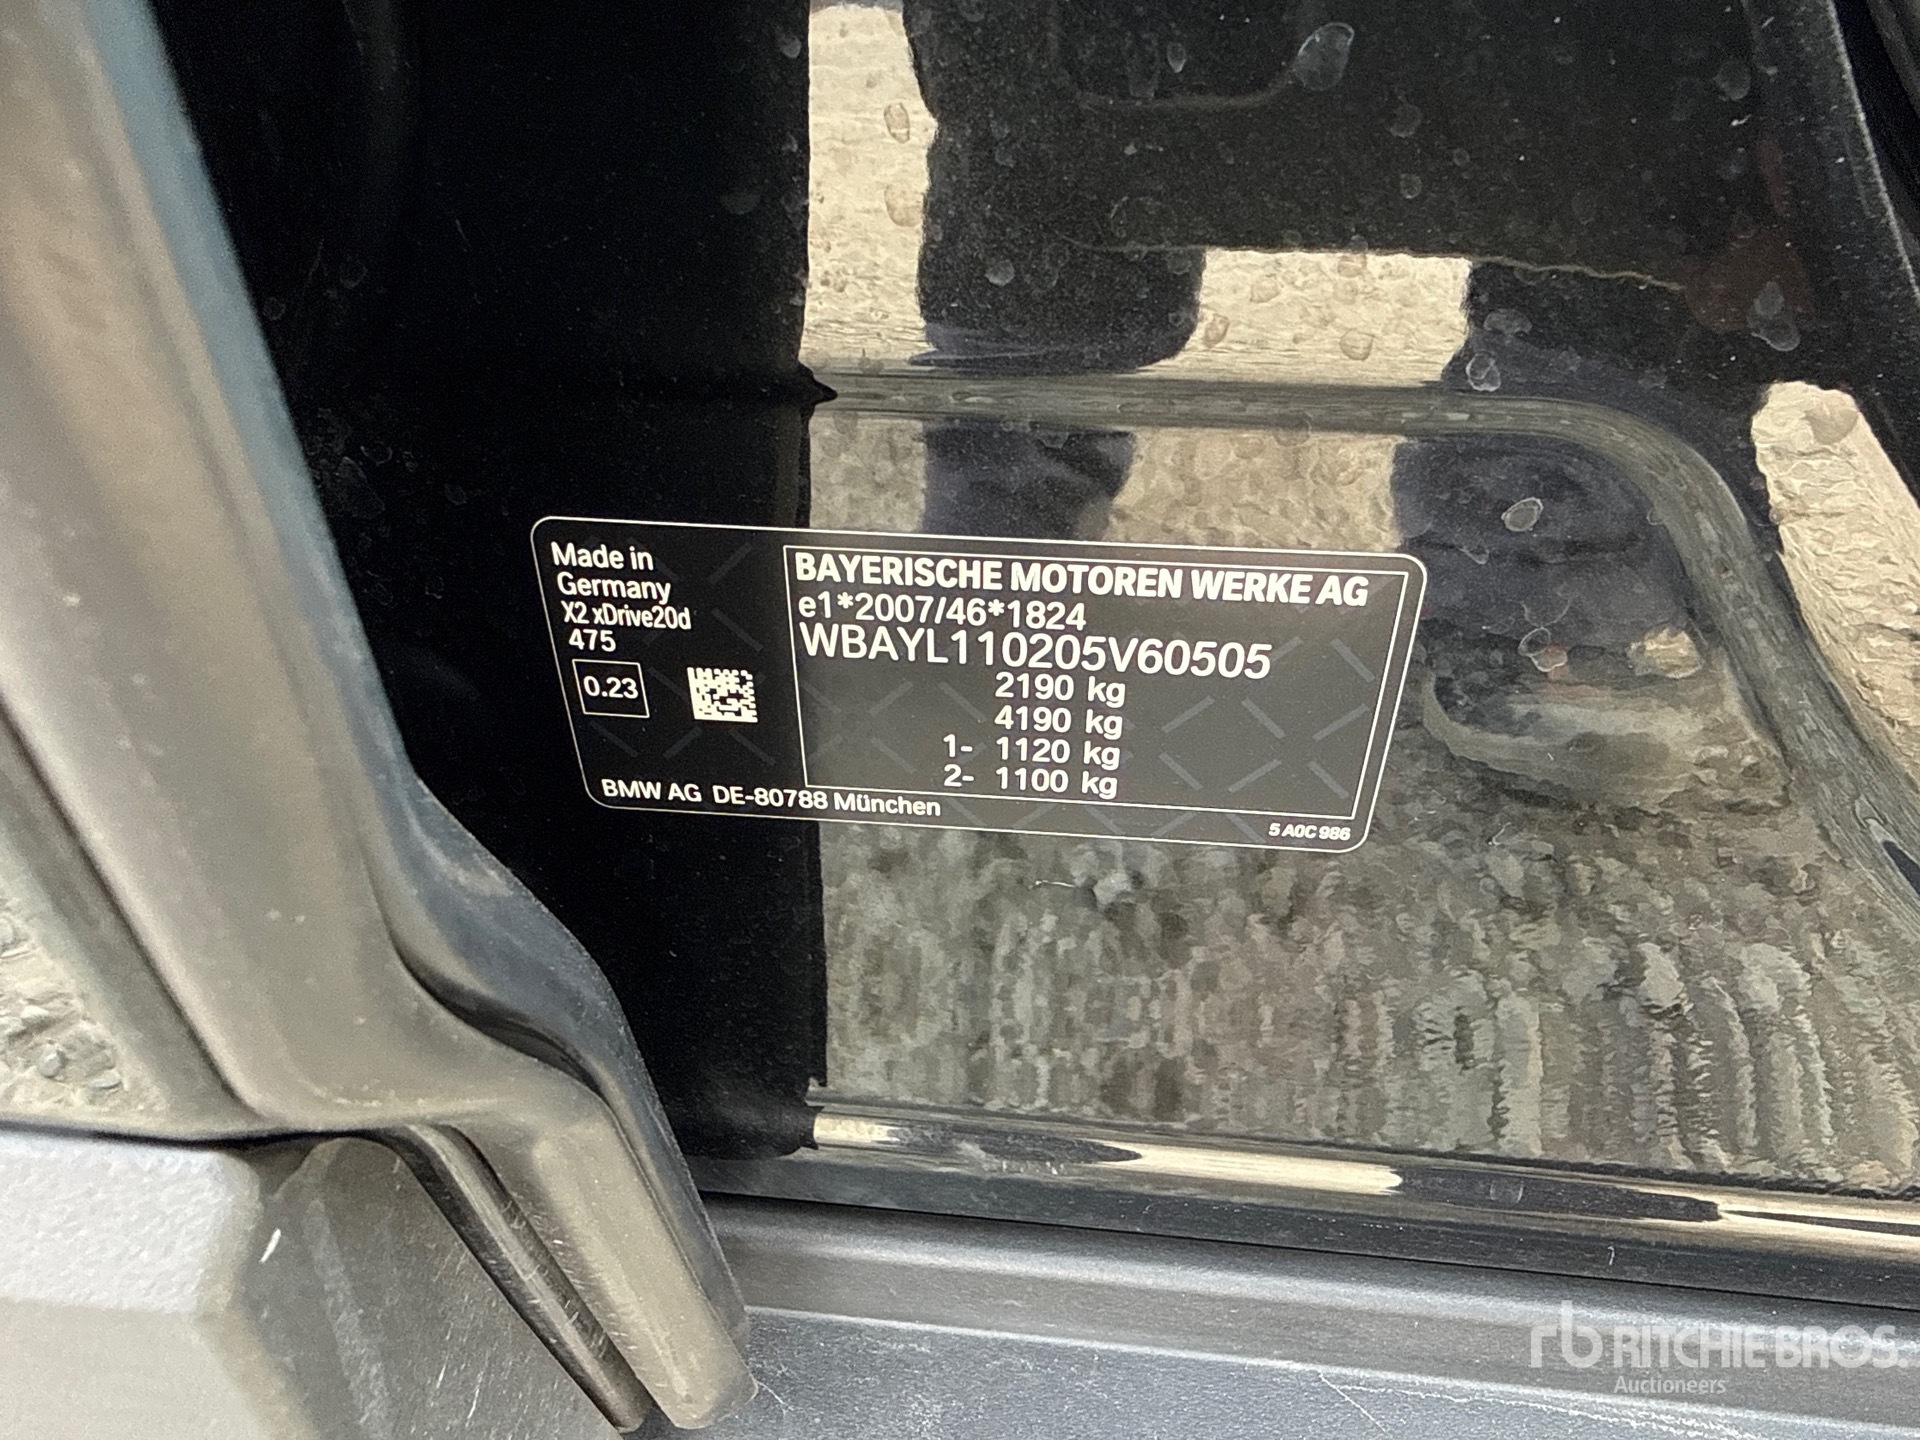 Made in
Germany
X2 xDrive20d
475
0.23
BAYERISCHE MOTOREN WERKE AG
e1*2007/46*1824
WBAYL110205V60505
2190 kg
4190 kg
1- 1120 kg
2- 1100 kg
BMW AG DE-80788 München
5 A0C 986
rb RITCHIE BROS.
Auctioneers